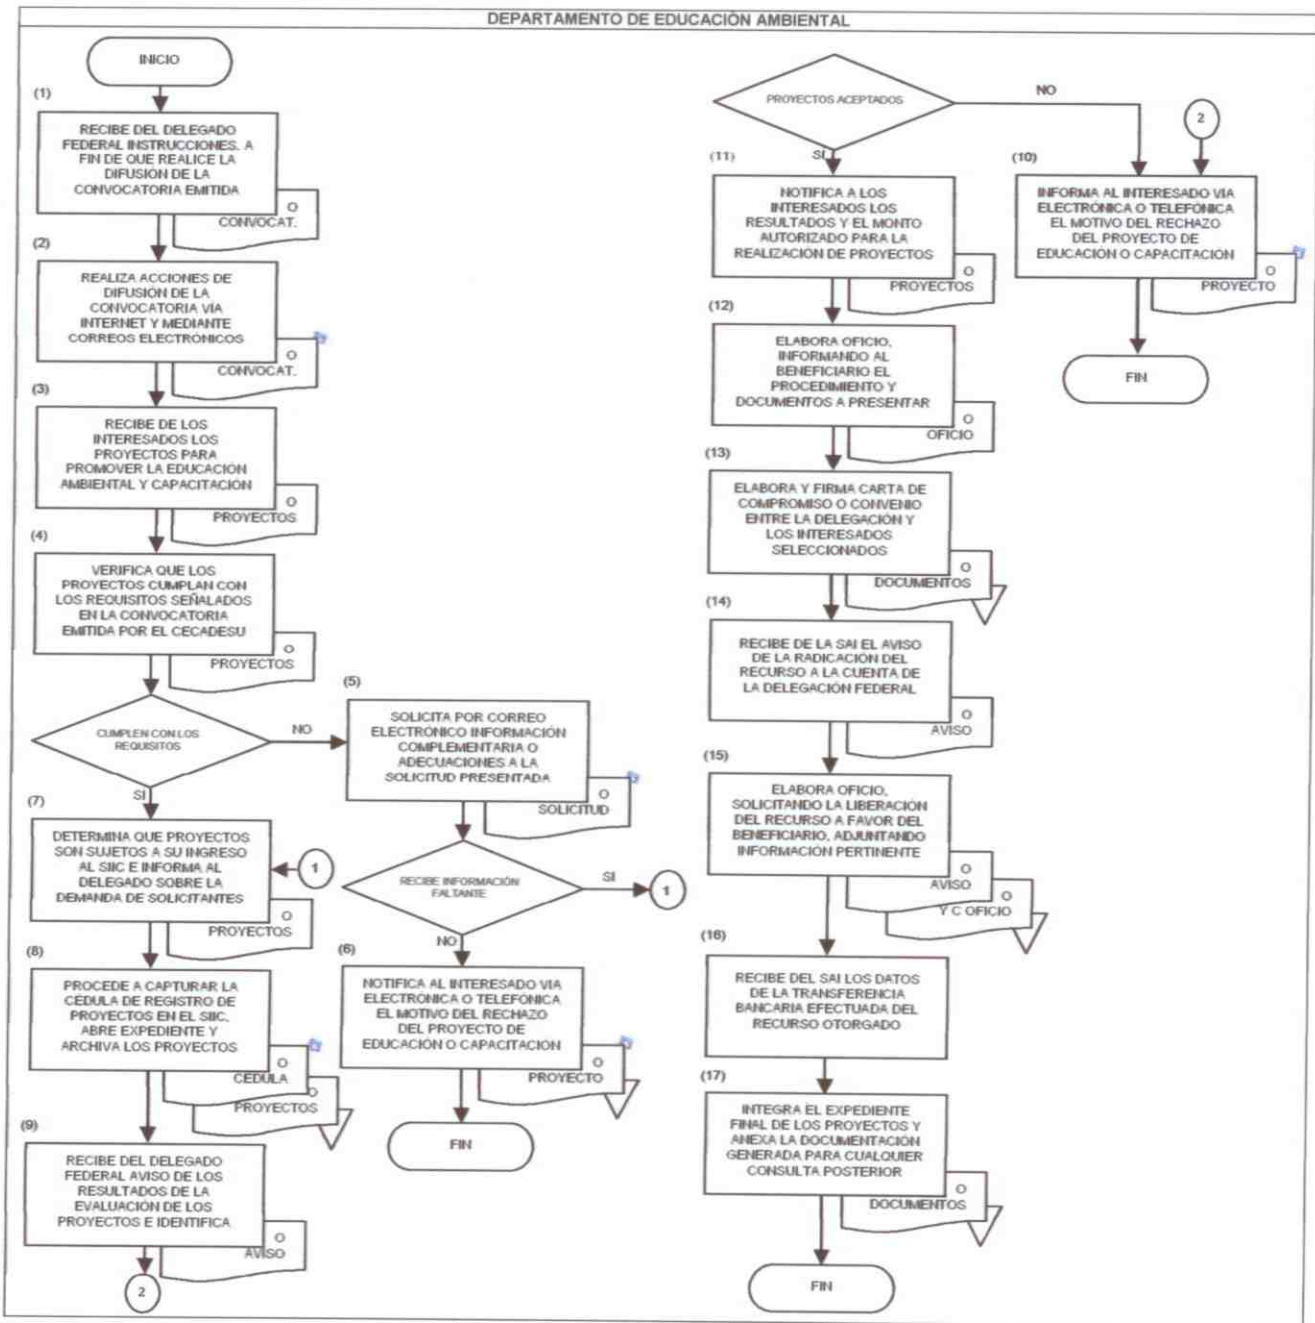 DEPARTAMENTO DE EDUCACIÓN AMBIENTAL
INICIO
(1)
RECIBE DEL DELEGADO
FEDERAL INSTRUCCIONES, A
FIN DE QUE REALICE LA
DIFUSIÓN DE LA
CONVOCATORIA EMITIDA
O
CONVOCAT.
(2)
REALIZA ACCIONES DE
DIFUSIÓN DE LA
CONVOCATORIA VÍA
INTERNET Y MEDIANTE
CORREOS ELECTRÓNICOS
O
CONVOCAT.
(3)
RECIBE DE LOS
INTERESADOS LOS
PROYECTOS PARA
PROMOVER LA EDUCACIÓN
AMBIENTAL Y CAPACITACIÓN
O
PROYECTOS
(4)
VERIFICA QUE LOS
PROYECTOS CUMPLAN CON
LOS REQUISITOS SEÑALADOS
EN LA CONVOCATORIA
EMITIDA POR EL CECADESU
O
PROYECTOS
CUMPLEN CON LOS
REQUISITOS
NO
SI
(5)
SOLICITA POR CORREO
ELECTRÓNICO INFORMACIÓN
COMPLEMENTARIA O
ADECUACIONES A LA
SOLICITUD PRESENTADA
O
SOLICITUD
RECIBE INFORMACIÓN
FALTANTE
SI
1
NO
(6)
NOTIFICA AL INTERESADO VIA
ELECTRÓNICA O TELEFÓNICA
EL MOTIVO DEL RECHAZO
DEL PROYECTO DE
EDUCACIÓN O CAPACITACIÓN
O
PROYECTO
FIN
(7)
DETERMINA QUE PROYECTOS
SON SUJETOS A SU INGRESO
AL SIIC E INFORMA AL
DELEGADO SOBRE LA
DEMANDA DE SOLICITANTES
1
O
PROYECTOS
(8)
PROCEDE A CAPTURAR LA
CÉDULA DE REGISTRO DE
PROYECTOS EN EL SIIC,
ABRE EXPEDIENTE Y
ARCHIVA LOS PROYECTOS
O
CÉDULA
O
PROYECTOS
(9)
RECIBE DEL DELEGADO
FEDERAL AVISO DE LOS
RESULTADOS DE LA
EVALUACIÓN DE LOS
PROYECTOS E IDENTIFICA
O
AVISO
2
PROYECTOS ACEPTADOS
NO
SI
2
(10)
INFORMA AL INTERESADO VIA
ELECTRÓNICA O TELEFÓNICA
EL MOTIVO DEL RECHAZO
DEL PROYECTO DE
EDUCACIÓN O CAPACITACIÓN
O
PROYECTO
FIN
(11)
NOTIFICA A LOS
INTERESADOS LOS
RESULTADOS Y EL MONTO
AUTORIZADO PARA LA
REALIZACIÓN DE PROYECTOS
O
PROYECTOS
(12)
ELABORA OFICIO,
INFORMANDO AL
BENEFICIARIO EL
PROCEDIMIENTO Y
DOCUMENTOS A PRESENTAR
O
OFICIO
(13)
ELABORA Y FIRMA CARTA DE
COMPROMISO O CONVENIO
ENTRE LA DELEGACIÓN Y
LOS INTERESADOS
SELECCIONADOS
O
DOCUMENTOS
(14)
RECIBE DE LA SAI EL AVISO
DE LA RADICACIÓN DEL
RECURSO A LA CUENTA DE
LA DELEGACIÓN FEDERAL
O
AVISO
(15)
ELABORA OFICIO,
SOLICITANDO LA LIBERACIÓN
DEL RECURSO A FAVOR DEL
BENEFICIARIO, ADJUNTANDO
INFORMACIÓN PERTINENTE
O
AVISO
O
Y C OFICIO
(16)
RECIBE DEL SAI LOS DATOS
DE LA TRANSFERENCIA
BANCARIA EFECTUADA DEL
RECURSO OTORGADO
(17)
INTEGRA EL EXPEDIENTE
FINAL DE LOS PROYECTOS Y
ANEXA LA DOCUMENTACIÓN
GENERADA PARA CUALQUIER
CONSULTA POSTERIOR
O
DOCUMENTOS
FIN